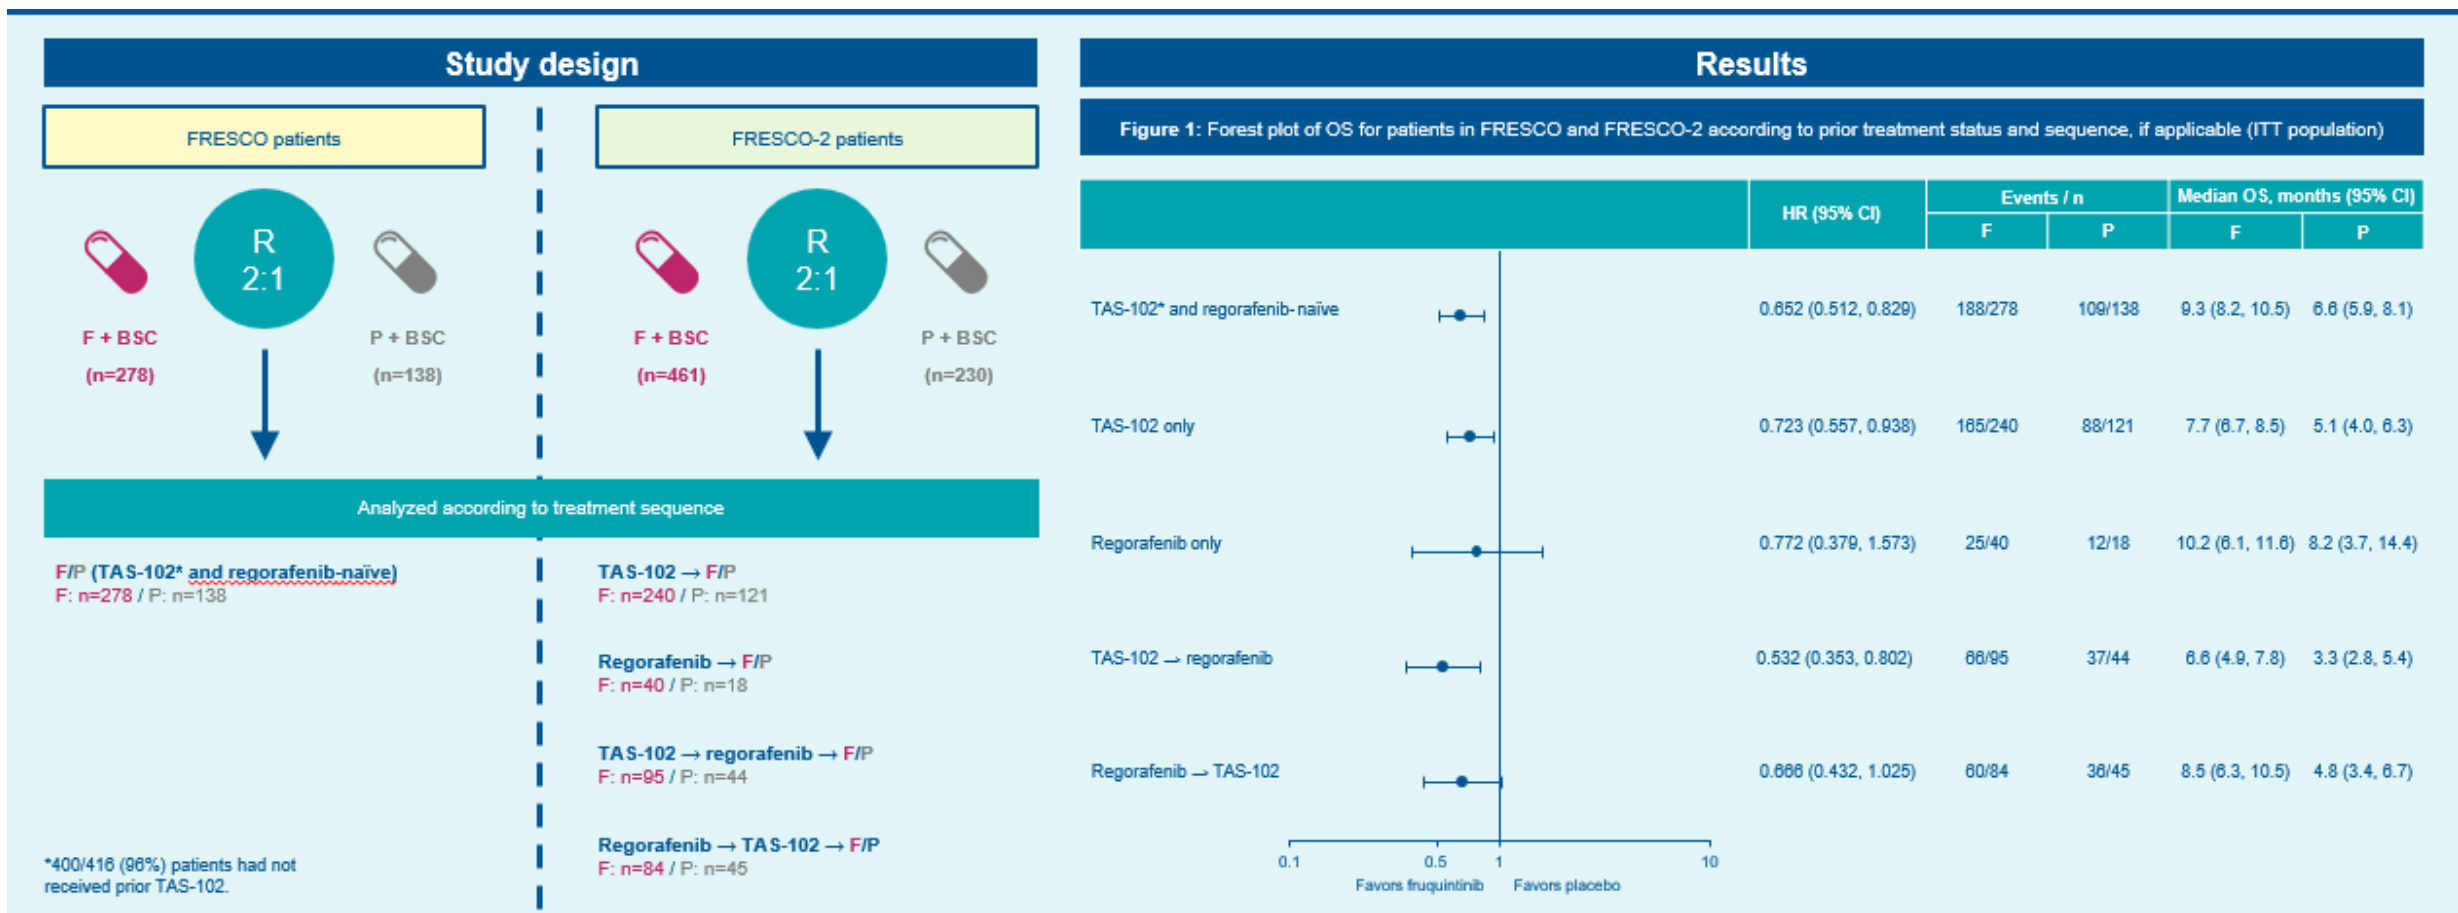 Study design
FRESCO patients
FRESCO-2 patients
R
2:1
F + BSC
(n=278)
P + BSC
(n=138)
R
2:1
F + BSC
(n=461)
P + BSC
(n=230)
Analyzed according to treatment sequence
F/P (TAS-102* and regorafenib-naïve)
F: n=278 / P: n=138
TAS-102 → F/P
F: n=240 / P: n=121
Regorafenib → F/P
F: n=40 / P: n=18
TAS-102 → regorafenib → F/P
F: n=95 / P: n=44
Regorafenib → TAS-102 → F/P
F: n=84 / P: n=45
*400/416 (96%) patients had not
received prior TAS-102.
Results
Figure 1: Forest plot of OS for patients in FRESCO and FRESCO-2 according to prior treatment status and sequence, if applicable (ITT population)
HR (95% CI) Events / n Median OS, months (95% CI)
F P F P
TAS-102* and regorafenib-naïve 0.652 (0.512, 0.829) 188/278 109/138 9.3 (8.2, 10.5) 6.6 (5.9, 8.1)
TAS-102 only 0.723 (0.557, 0.938) 165/240 88/121 7.7 (6.7, 8.5) 5.1 (4.0, 6.3)
Regorafenib only 0.772 (0.379, 1.573) 25/40 12/18 10.2 (6.1, 11.6) 8.2 (3.7, 14.4)
TAS-102 → regorafenib 0.532 (0.353, 0.802) 66/95 37/44 6.6 (4.9, 7.8) 3.3 (2.8, 5.4)
Regorafenib → TAS-102 0.666 (0.432, 1.025) 60/84 36/45 8.5 (6.3, 10.5) 4.8 (3.4, 6.7)
0.1 0.5 1 10
Favors fruquintinib Favors placebo